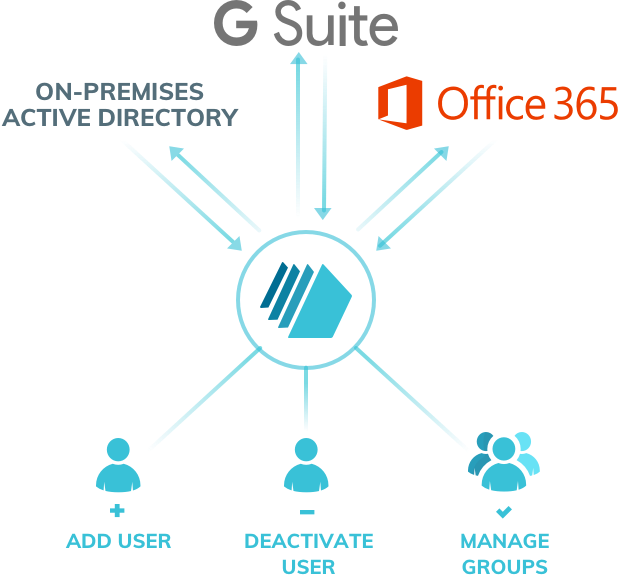 G Suite
ON-PREMISES
ACTIVE DIRECTORY
Office 365
ADD USER
DEACTIVATE
USER
MANAGE
GROUPS